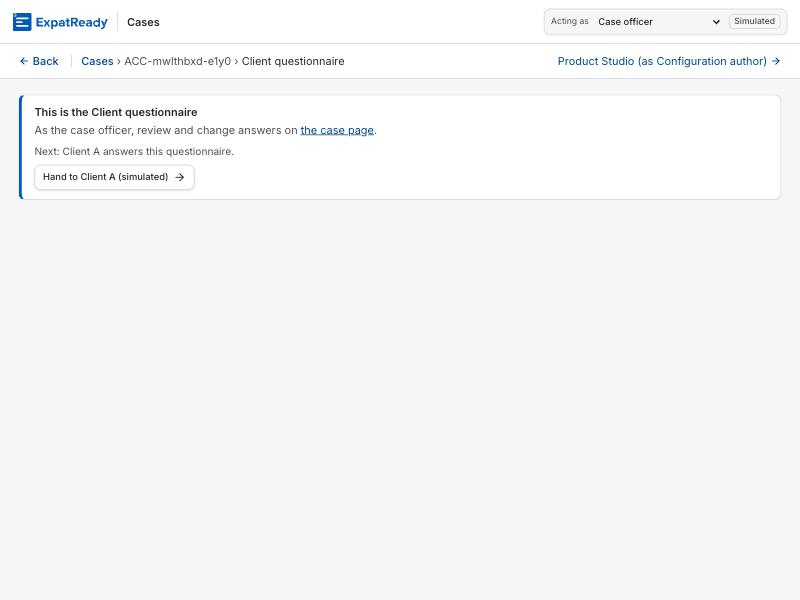 ExpatReady
Cases
Acting as Case officer Simulated
← Back
Cases › ACC-mwlthbxd-e1y0 › Client questionnaire
Product Studio (as Configuration author) →
This is the Client questionnaire
As the case officer, review and change answers on the case page.
Next: Client A answers this questionnaire.
Hand to Client A (simulated) →